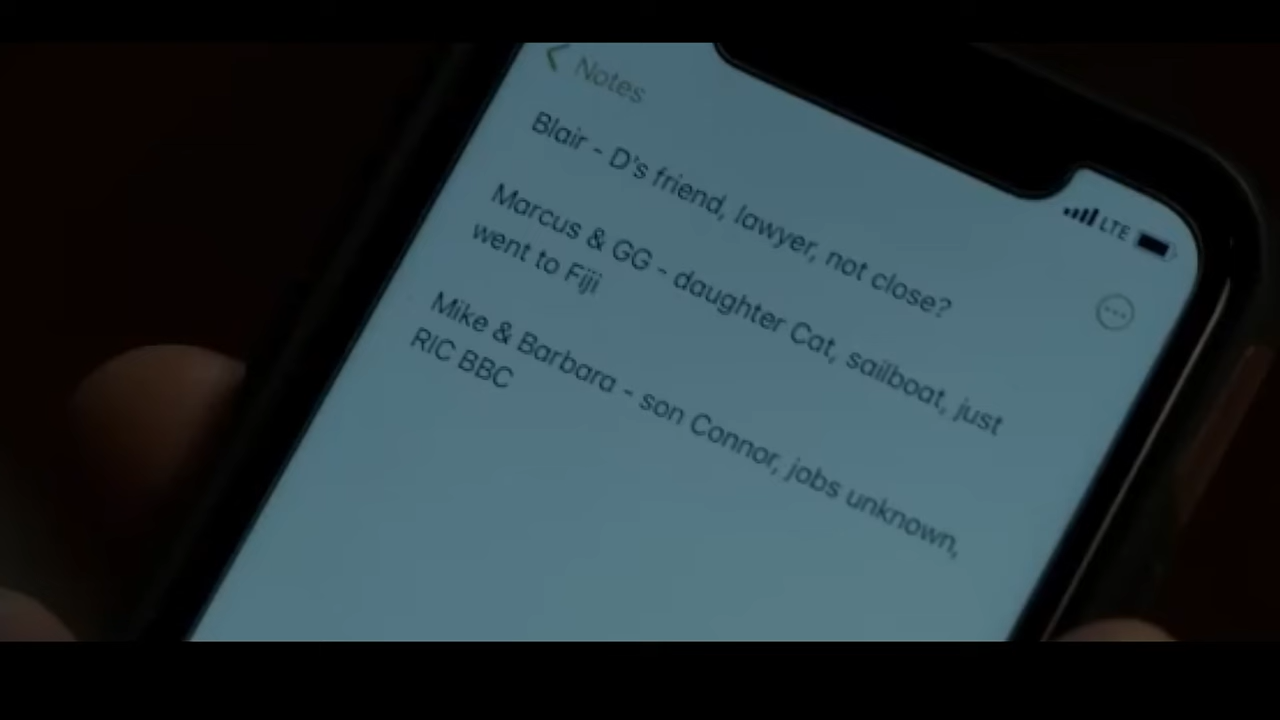 Notes
LTE
Blair - D's friend, lawyer, not close?
Marcus & GG - daughter Cat, sailboat, just
went to Fiji
Mike & Barbara - son Connor, jobs unknown,
RIC BBC